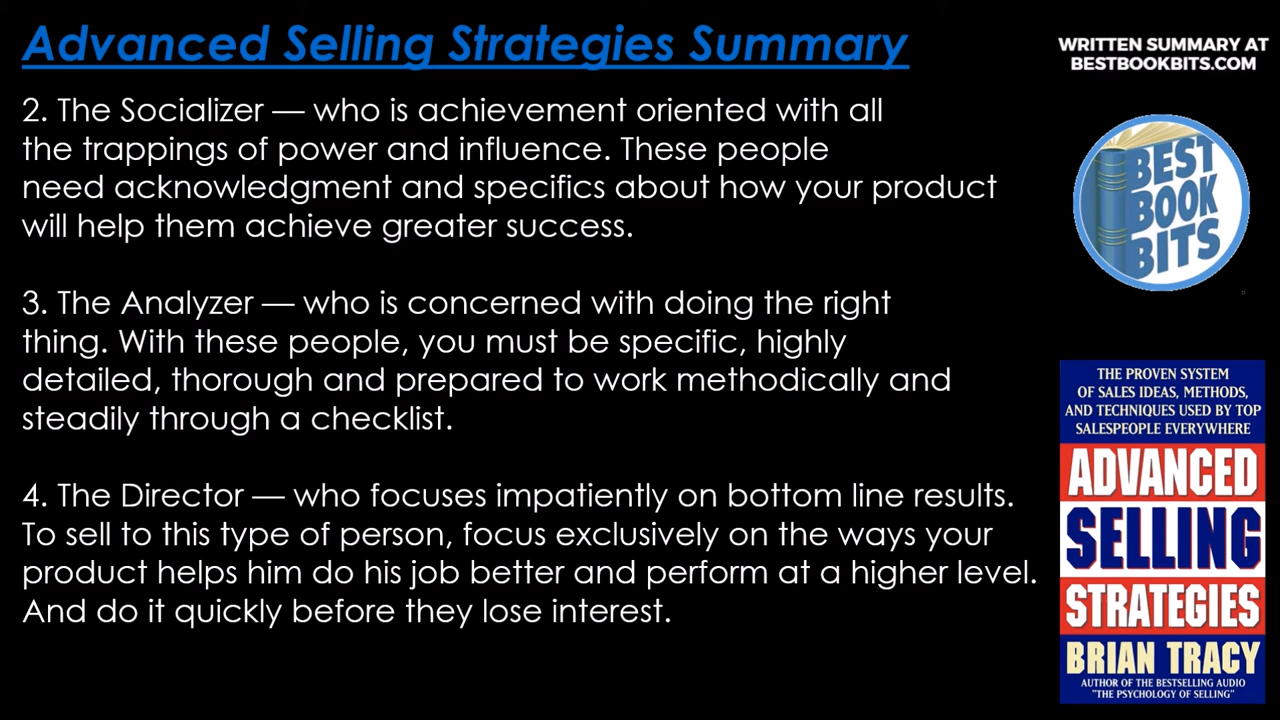 Advanced Selling Strategies Summary
WRITTEN SUMMARY AT
BESTBOOKBITS.COM
2. The Socializer — who is achievement oriented with all
the trappings of power and influence. These people
need acknowledgment and specifics about how your product
will help them achieve greater success.
3. The Analyzer — who is concerned with doing the right
thing. With these people, you must be specific, highly
detailed, thorough and prepared to work methodically and
steadily through a checklist.
4. The Director — who focuses impatiently on bottom line results.
To sell to this type of person, focus exclusively on the ways your
product helps him do his job better and perform at a higher level.
And do it quickly before they lose interest.
BEST
BOOK
BITS
THE PROVEN SYSTEM
OF SALES IDEAS, METHODS,
AND TECHNIQUES USED BY TOP
SALESPEOPLE EVERYWHERE
ADVANCED
SELLING
STRATEGIES
BRIAN TRACY
AUTHOR OF THE BESTSELLING AUDIO
"THE PSYCHOLOGY OF SELLING"